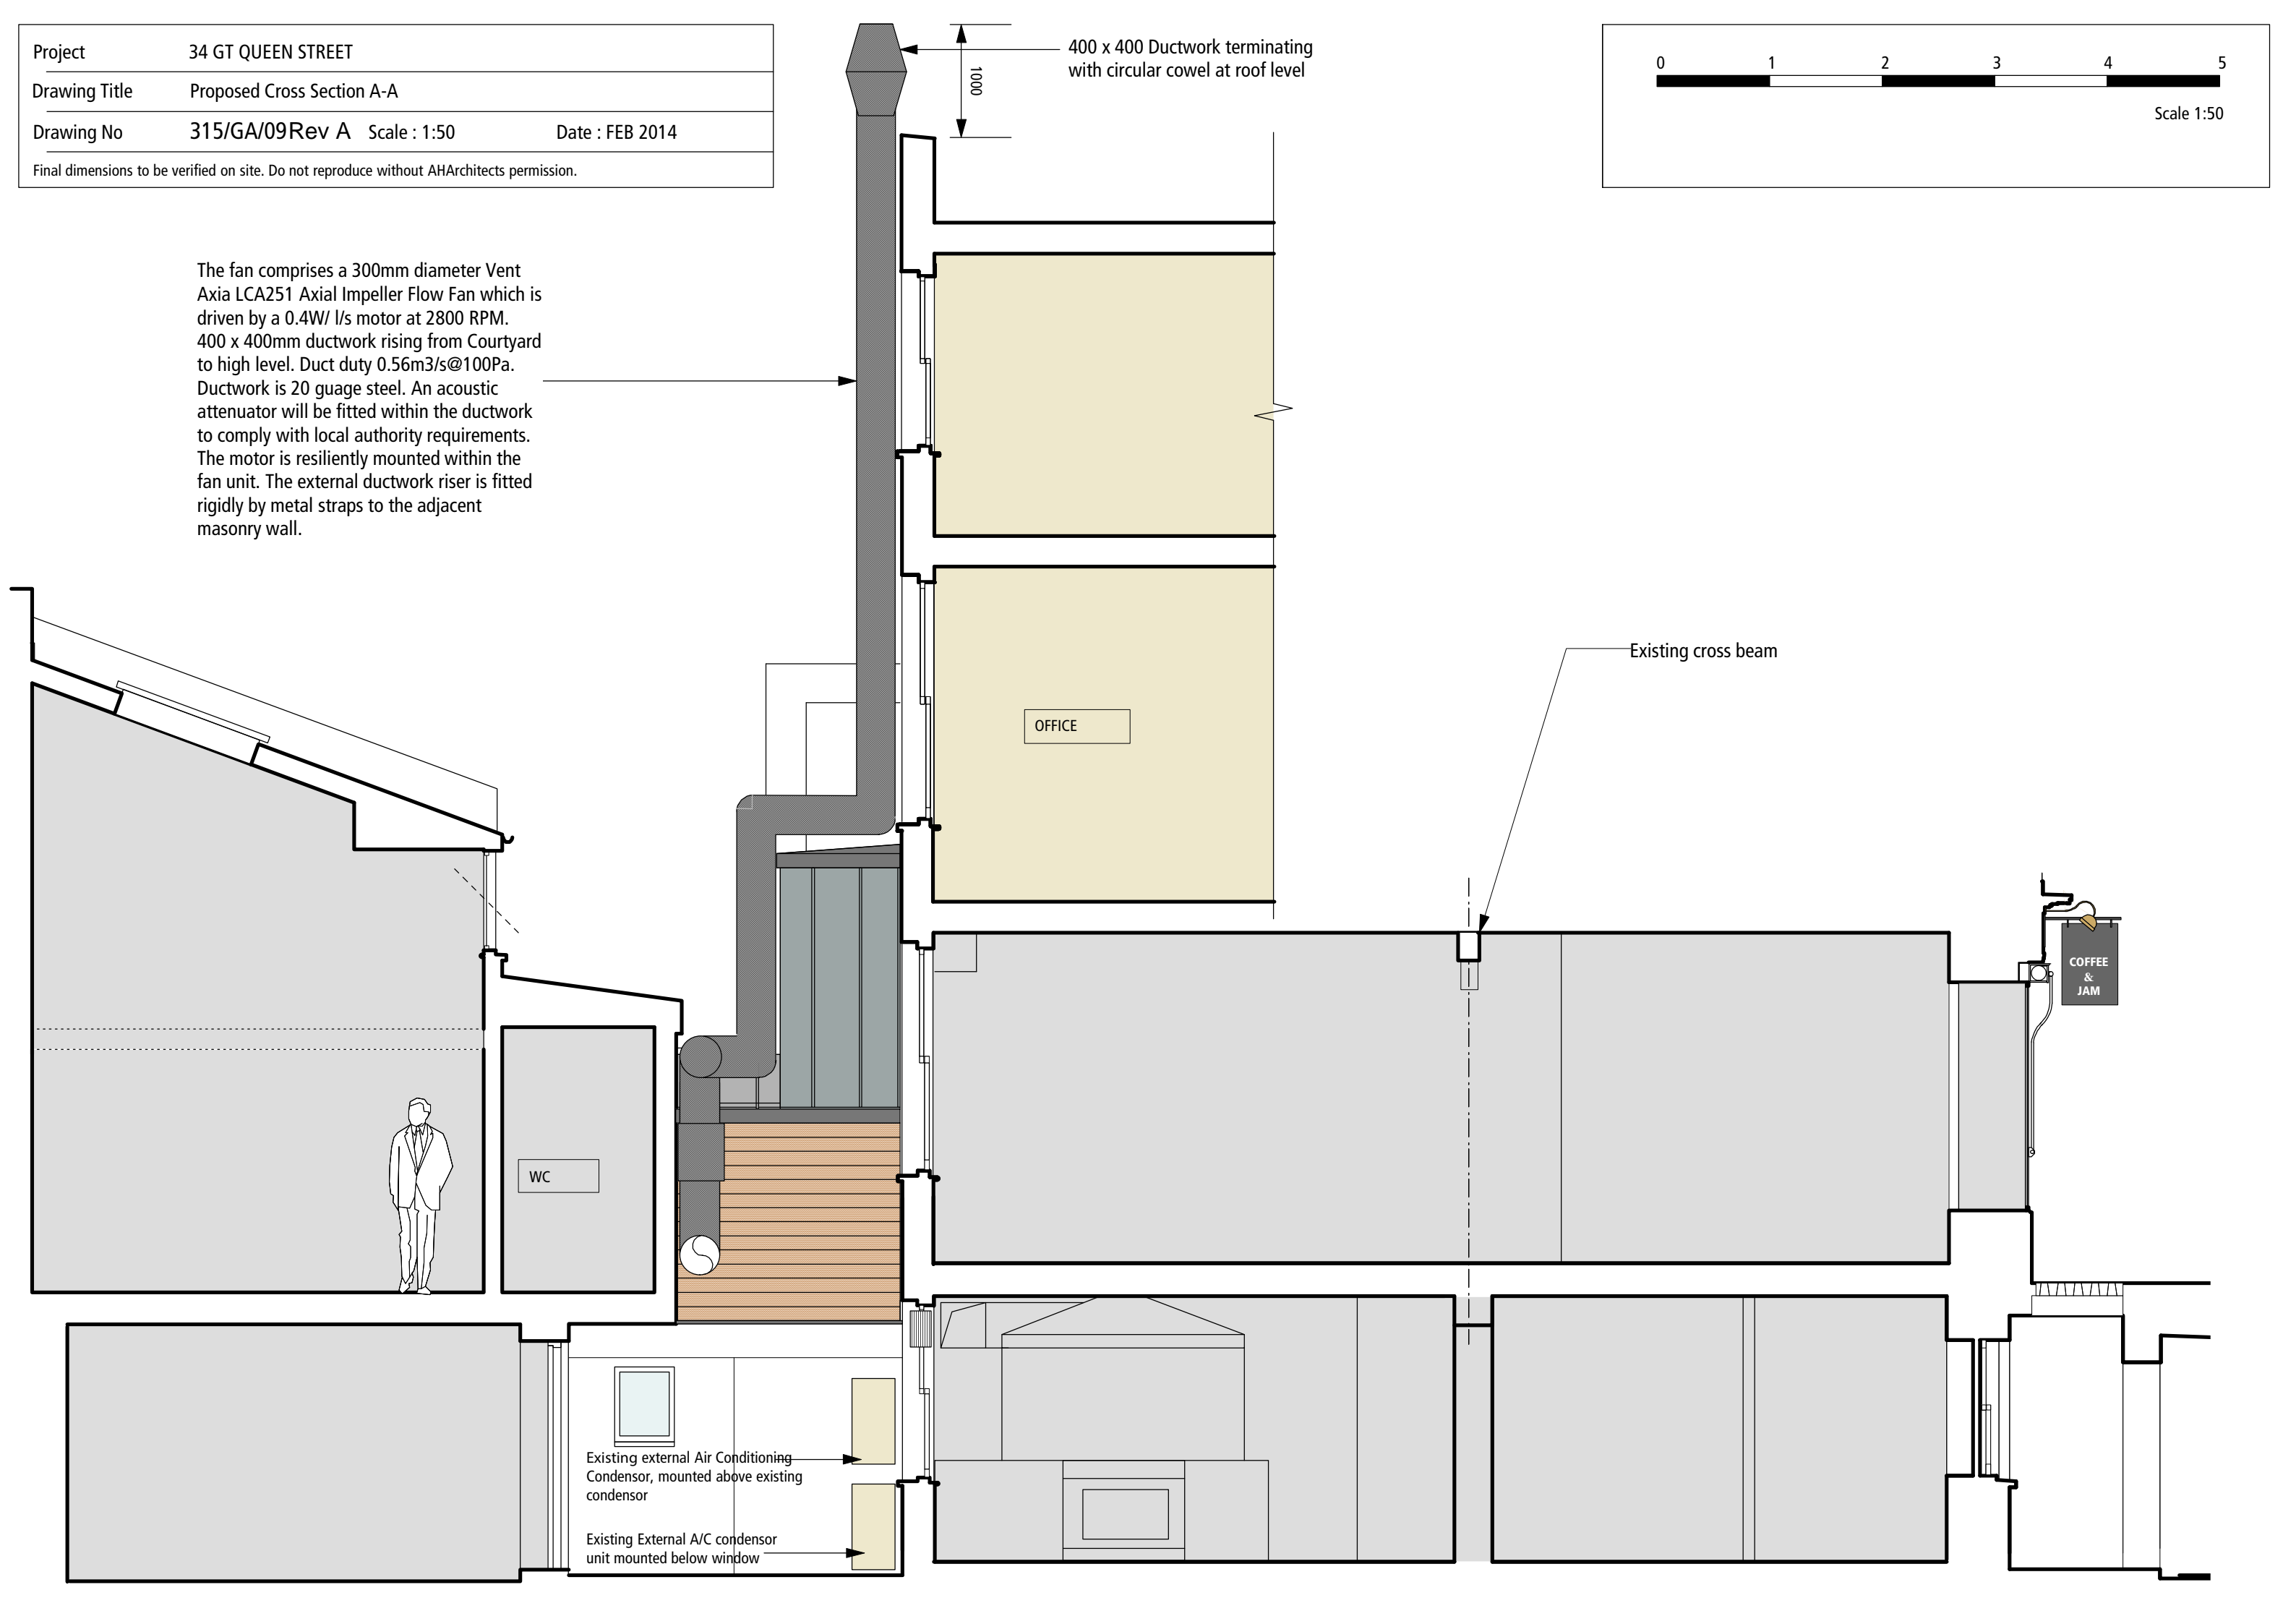 Project 34 GT QUEEN STREET
Drawing Title Proposed Cross Section A-A
Drawing No 315/GA/09Rev A Scale : 1:50 Date : FEB 2014
Final dimensions to be verified on site. Do not reproduce without AHArchitects permission.
400 x 400 Ductwork terminating
with circular cowel at roof level
1000
0 1 2 3 4 5
Scale 1:50
The fan comprises a 300mm diameter Vent
Axia LCA251 Axial Impeller Flow Fan which is
driven by a 0.4W/ l/s motor at 2800 RPM.
400 x 400mm ductwork rising from Courtyard
to high level. Duct duty 0.56m3/s@100Pa.
Ductwork is 20 guage steel. An acoustic
attenuator will be fitted within the ductwork
to comply with local authority requirements.
The motor is resiliently mounted within the
fan unit. The external ductwork riser is fitted
rigidly by metal straps to the adjacent
masonry wall.
Existing cross beam
OFFICE
COFFEE
&
JAM
WC
Existing external Air Conditioning
Condensor, mounted above existing
condensor
Existing External A/C condensor
unit mounted below window